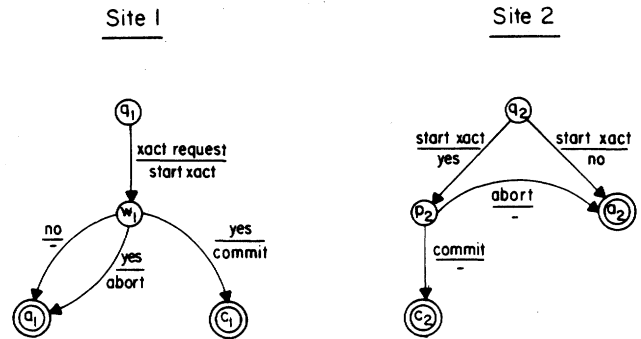 Site 1
Site 2
q1
xact request
start xact
w1
no
-
yes
abort
yes
commit
a1
c1
q2
start xact
yes
start xact
no
p2
abort
-
a2
commit
-
c2